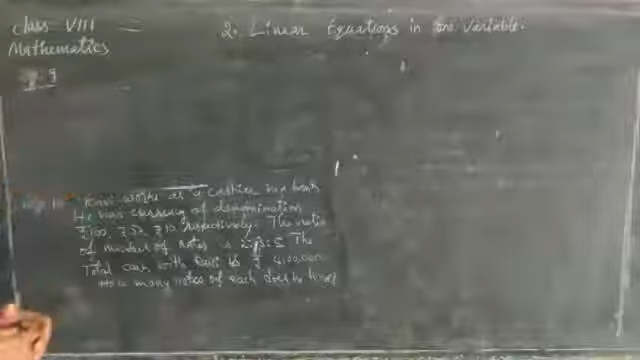 Class VIII
Mathematics
2. Linear Equations in one Variable.
works as a cashier in a bank
He has currency of denomination
₹100, ₹50, ₹10 respectively. The ratio
of number of notes is 2:3:5 The
Total cash with Ravi is ₹ 4,00,000.
How many notes of each does he have?